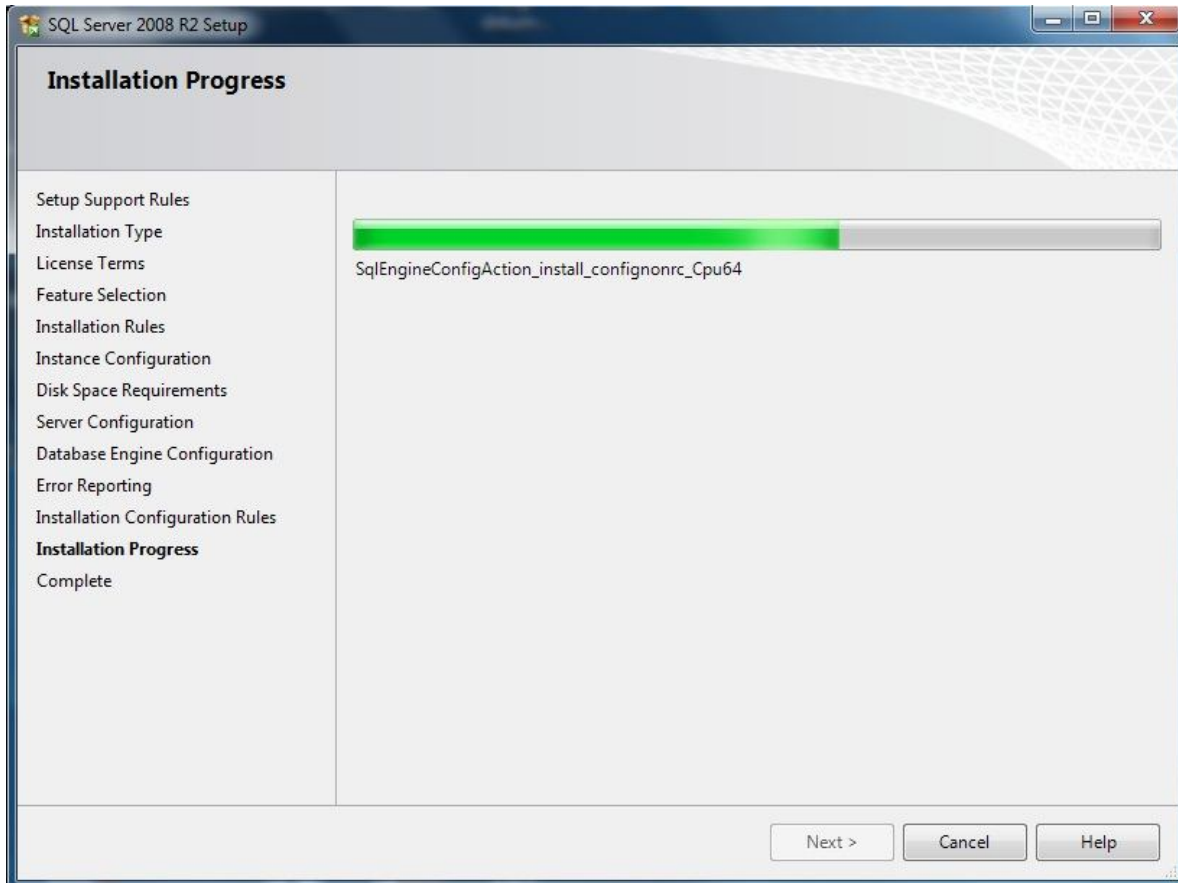 SQL Server 2008 R2 Setup
Installation Progress
Setup Support Rules
Installation Type
License Terms
Feature Selection
Installation Rules
Instance Configuration
Disk Space Requirements
Server Configuration
Database Engine Configuration
Error Reporting
Installation Configuration Rules
Installation Progress
Complete
SqlEngineConfigAction_install_confignonrc_Cpu64
Next >
Cancel
Help